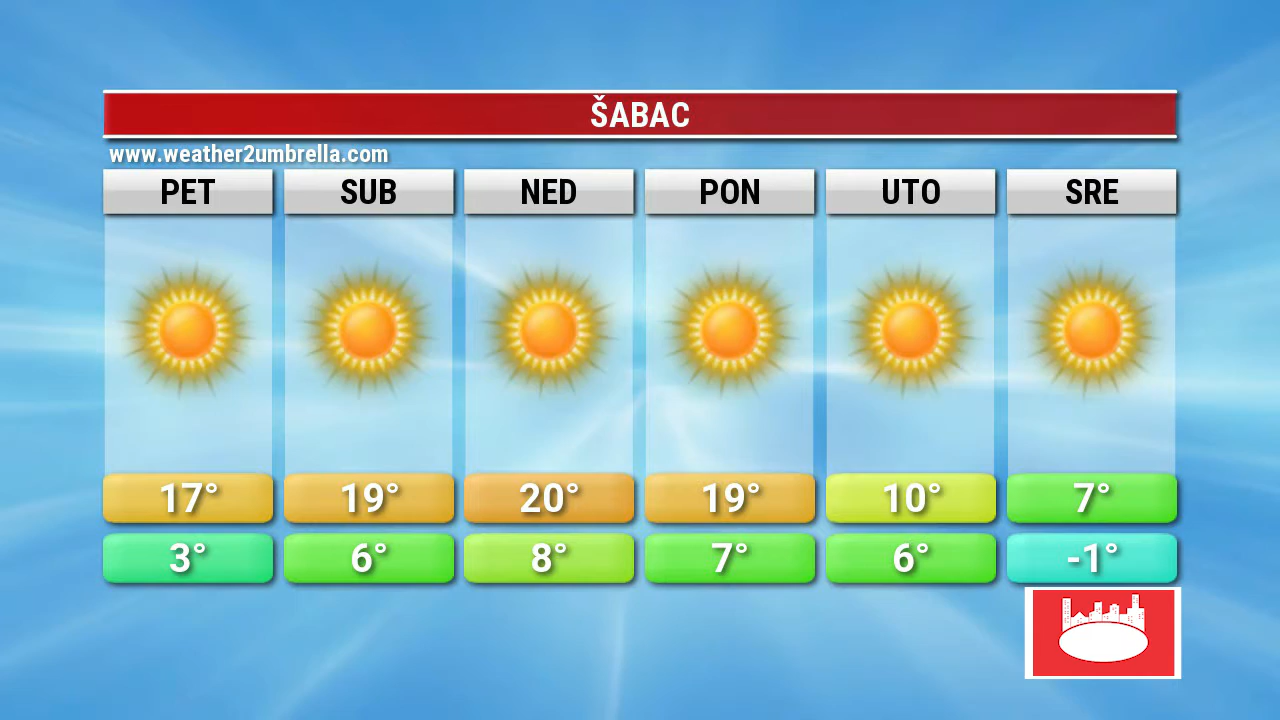 ŠABAC
www.weather2umbrella.com
PET SUB NED PON UTO SRE
17° 19° 20° 19° 10° 7°
3° 6° 8° 7° 6° -1°